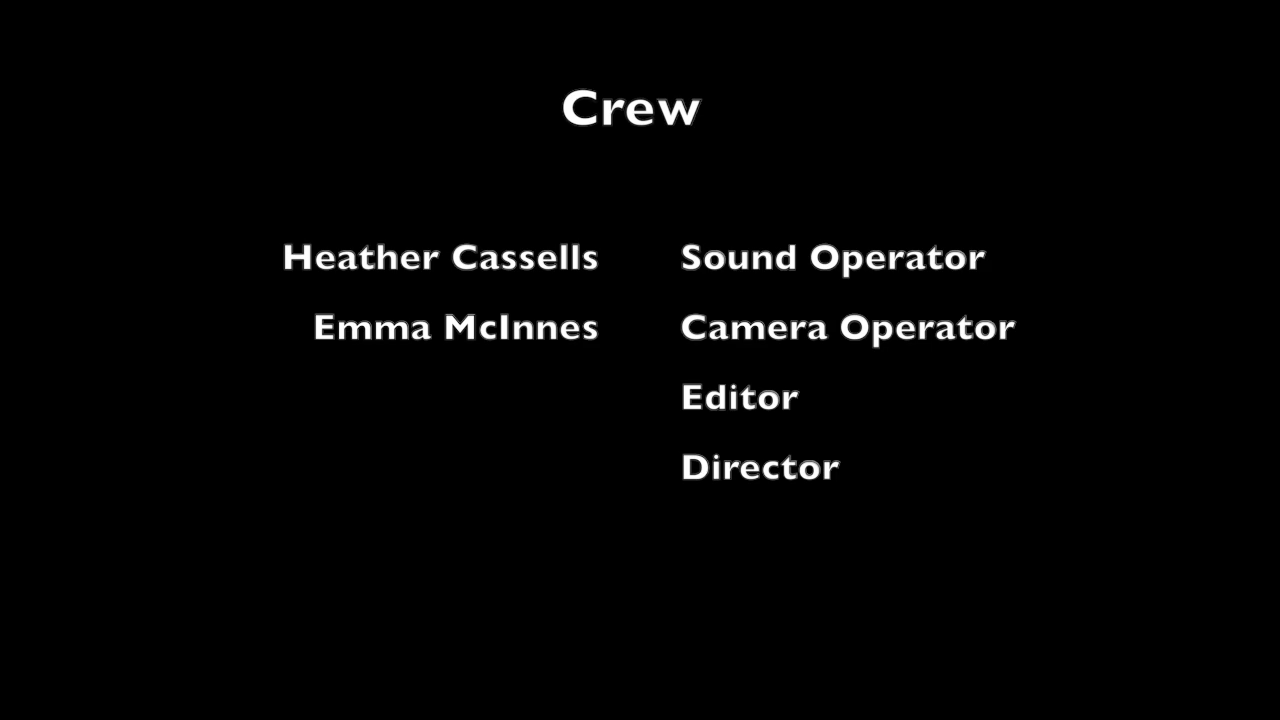 Crew
Heather Cassells Sound Operator
Emma McInnes Camera Operator
Editor
Director